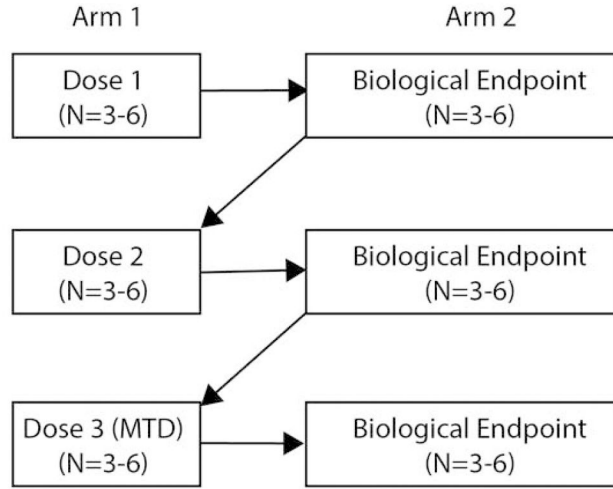 Arm 1
Arm 2
Dose 1
(N=3-6)
Biological Endpoint
(N=3-6)
Dose 2
(N=3-6)
Biological Endpoint
(N=3-6)
Dose 3 (MTD)
(N=3-6)
Biological Endpoint
(N=3-6)